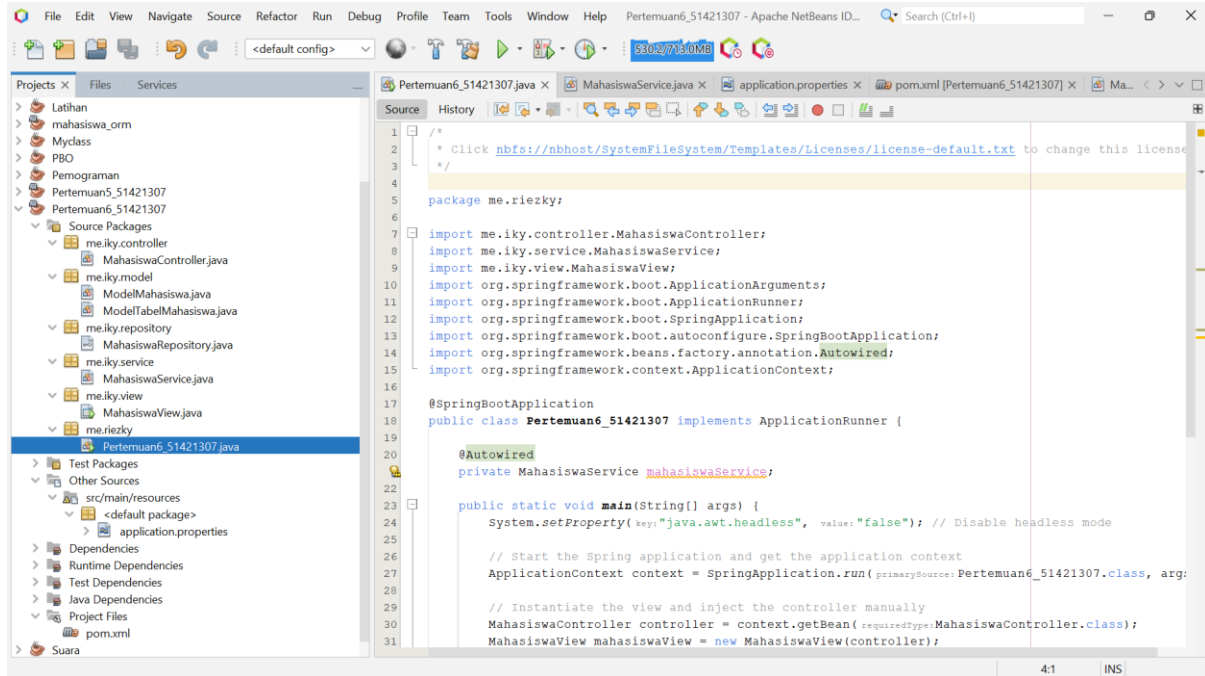 File Edit View Navigate Source Refactor Run Debug Profile Team Tools Window Help Pertemuan6_51421307 - Apache NetBeans ID... Search (Ctrl+I)
<default config> 530.2/713.0MB
Projects Files Services
Latihan
mahasiswa_orm
Myclass
PBO
Pemograman
Pertemuan5_51421307
Pertemuan6_51421307
Source Packages
me.iky.controller
MahasiswaController.java
me.iky.model
ModelMahasiswa.java
ModelTabelMahasiswa.java
me.iky.repository
MahasiswaRepository.java
me.iky.service
MahasiswaService.java
me.iky.view
MahasiswaView.java
me.riezky
Pertemuan6_51421307.java
Test Packages
Other Sources
src/main/resources
<default package>
application.properties
Dependencies
Runtime Dependencies
Test Dependencies
Java Dependencies
Project Files
pom.xml
Suara
Pertemuan6_51421307.java MahasiswaService.java application.properties pom.xml [Pertemuan6_51421307] Ma...
Source History
1 /*
2 * Click nbfs://nbhost/SystemFileSystem/Templates/Licenses/license-default.txt to change this license
3 */
4
5 package me.riezky;
6
7 import me.iky.controller.MahasiswaController;
8 import me.iky.service.MahasiswaService;
9 import me.iky.view.MahasiswaView;
10 import org.springframework.boot.ApplicationArguments;
11 import org.springframework.boot.ApplicationRunner;
12 import org.springframework.boot.SpringApplication;
13 import org.springframework.boot.autoconfigure.SpringBootApplication;
14 import org.springframework.beans.factory.annotation.Autowired;
15 import org.springframework.context.ApplicationContext;
16
17 @SpringBootApplication
18 public class Pertemuan6_51421307 implements ApplicationRunner {
19
20 @Autowired
private MahasiswaService mahasiswaService;
22
23 public static void main(String[] args) {
24 System.setProperty( key: "java.awt.headless", value: "false"); // Disable headless mode
25
26 // Start the Spring application and get the application context
27 ApplicationContext context = SpringApplication.run( primarySource: Pertemuan6_51421307.class, arg
28
29 // Instantiate the view and inject the controller manually
30 MahasiswaController controller = context.getBean( requiredType: MahasiswaController.class);
31 MahasiswaView mahasiswaView = new MahasiswaView(controller);
4:1 INS